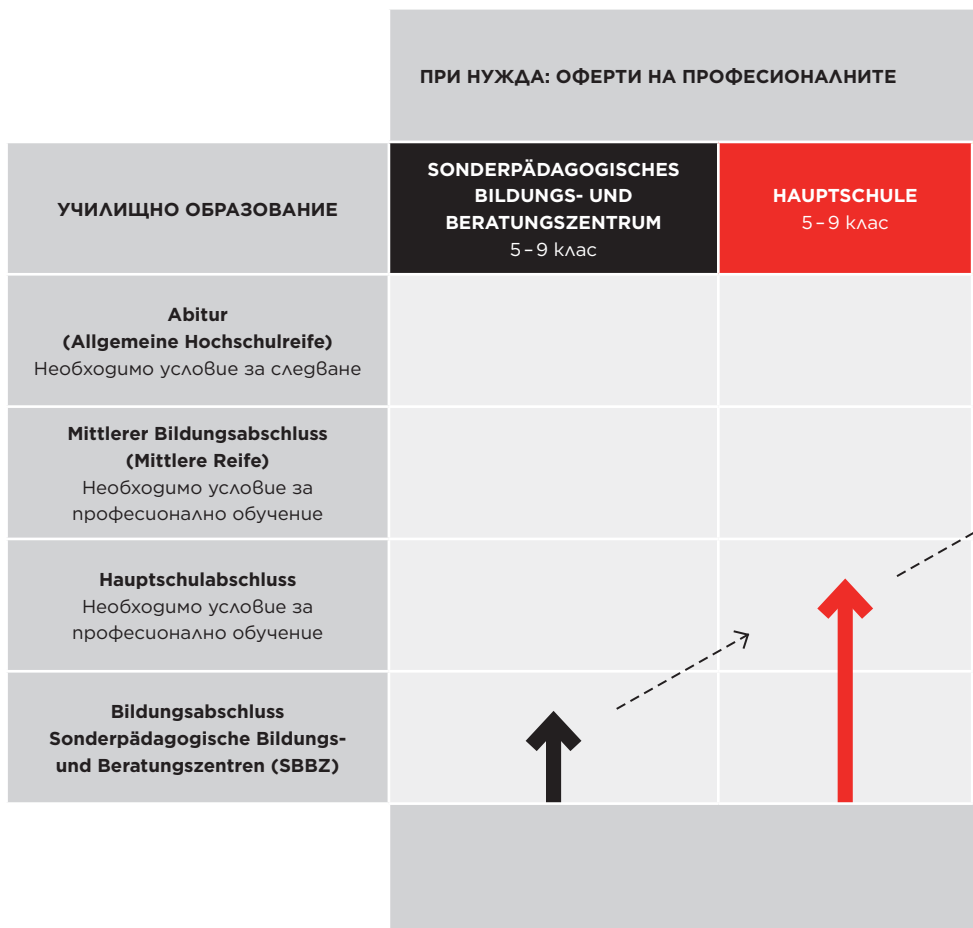 ПРИ НУЖДА: ОФЕРТИ НА ПРОФЕСИОНАЛНИТЕ
УЧИЛИЩНО ОБРАЗОВАНИЕ
SONDERPÄDAGOGISCHES
BILDUNGS- UND
BERATUNGSZENTRUM
5 – 9 клас
HAUPTSCHULE
5 – 9 клас
Abitur
(Allgemeine Hochschulreife)
Необходимо условие за следване
Mittlerer Bildungsabschluss
(Mittlere Reife)
Необходимо условие за
професионално обучение
Hauptschulabschluss
Необходимо условие за
професионално обучение
Bildungsabschluss
Sonderpädagogische Bildungs-
und Beratungszentren (SBBZ)